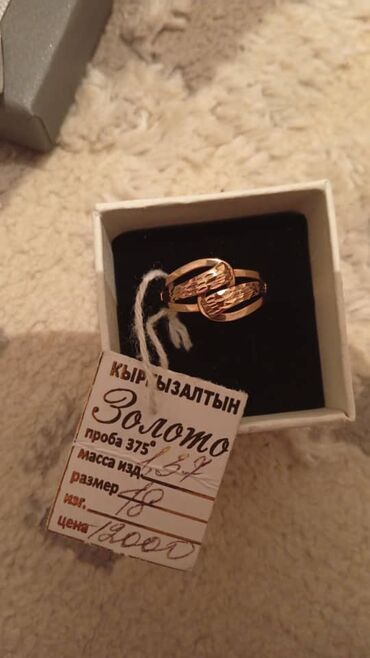 КЫРГЫЗАЛТЫН
Золото
проба 375°
масса изд. 1,37
размер 18
изг.
цена 12000